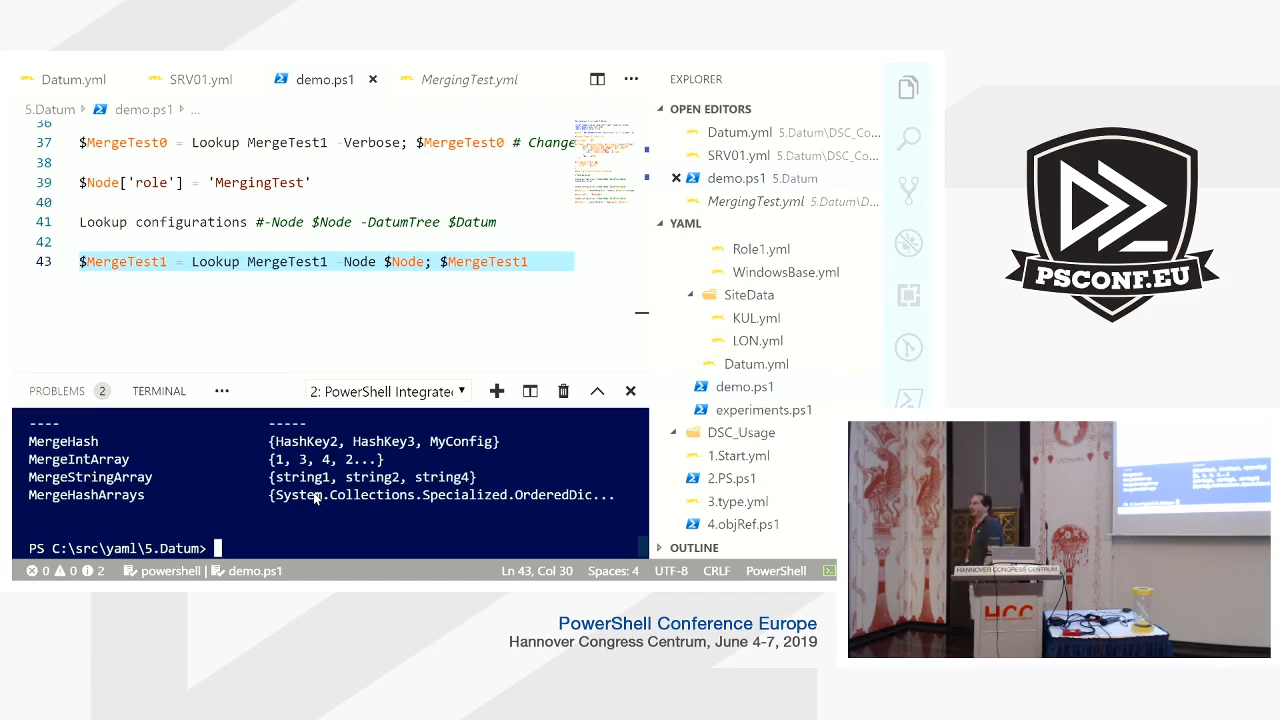 Datum.yml
SRV01.yml
demo.ps1
MergingTest.yml
5.Datum
demo.ps1
...
36
37 $MergeTest0 = Lookup MergeTest1 -Verbose; $MergeTest0 # Change
38
39 $Node['role'] = 'MergingTest'
40
41 Lookup configurations #-Node $Node -DatumTree $Datum
42
43 $MergeTest1 = Lookup MergeTest1 -Node $Node; $MergeTest1
PROBLEMS 2
TERMINAL
2: PowerShell Integrate
---- -----
MergeHash {HashKey2, HashKey3, MyConfig}
MergeIntArray {1, 3, 4, 2...}
MergeStringArray {string1, string2, string4}
MergeHashArrays {System.Collections.Specialized.OrderedDic...
PS C:\src\yaml\5.Datum>
0 0 2 powershell | demo.ps1 Ln 43, Col 30 Spaces: 4 UTF-8 CRLF PowerShell
EXPLORER
OPEN EDITORS
Datum.yml 5.Datum\DSC_Co...
SRV01.yml 5.Datum\DSC_Co...
demo.ps1 5.Datum
MergingTest.yml 5.Datum\D...
YAML
Role1.yml
WindowsBase.yml
SiteData
KUL.yml
LON.yml
Datum.yml
demo.ps1
experiments.ps1
DSC_Usage
1.Start.yml
2.PS.ps1
3.type.yml
4.objRef.ps1
OUTLINE
PSCONF.EU
HANNOVER CONGRESS CENTRUM
HCC
PowerShell Conference Europe
Hannover Congress Centrum, June 4-7, 2019